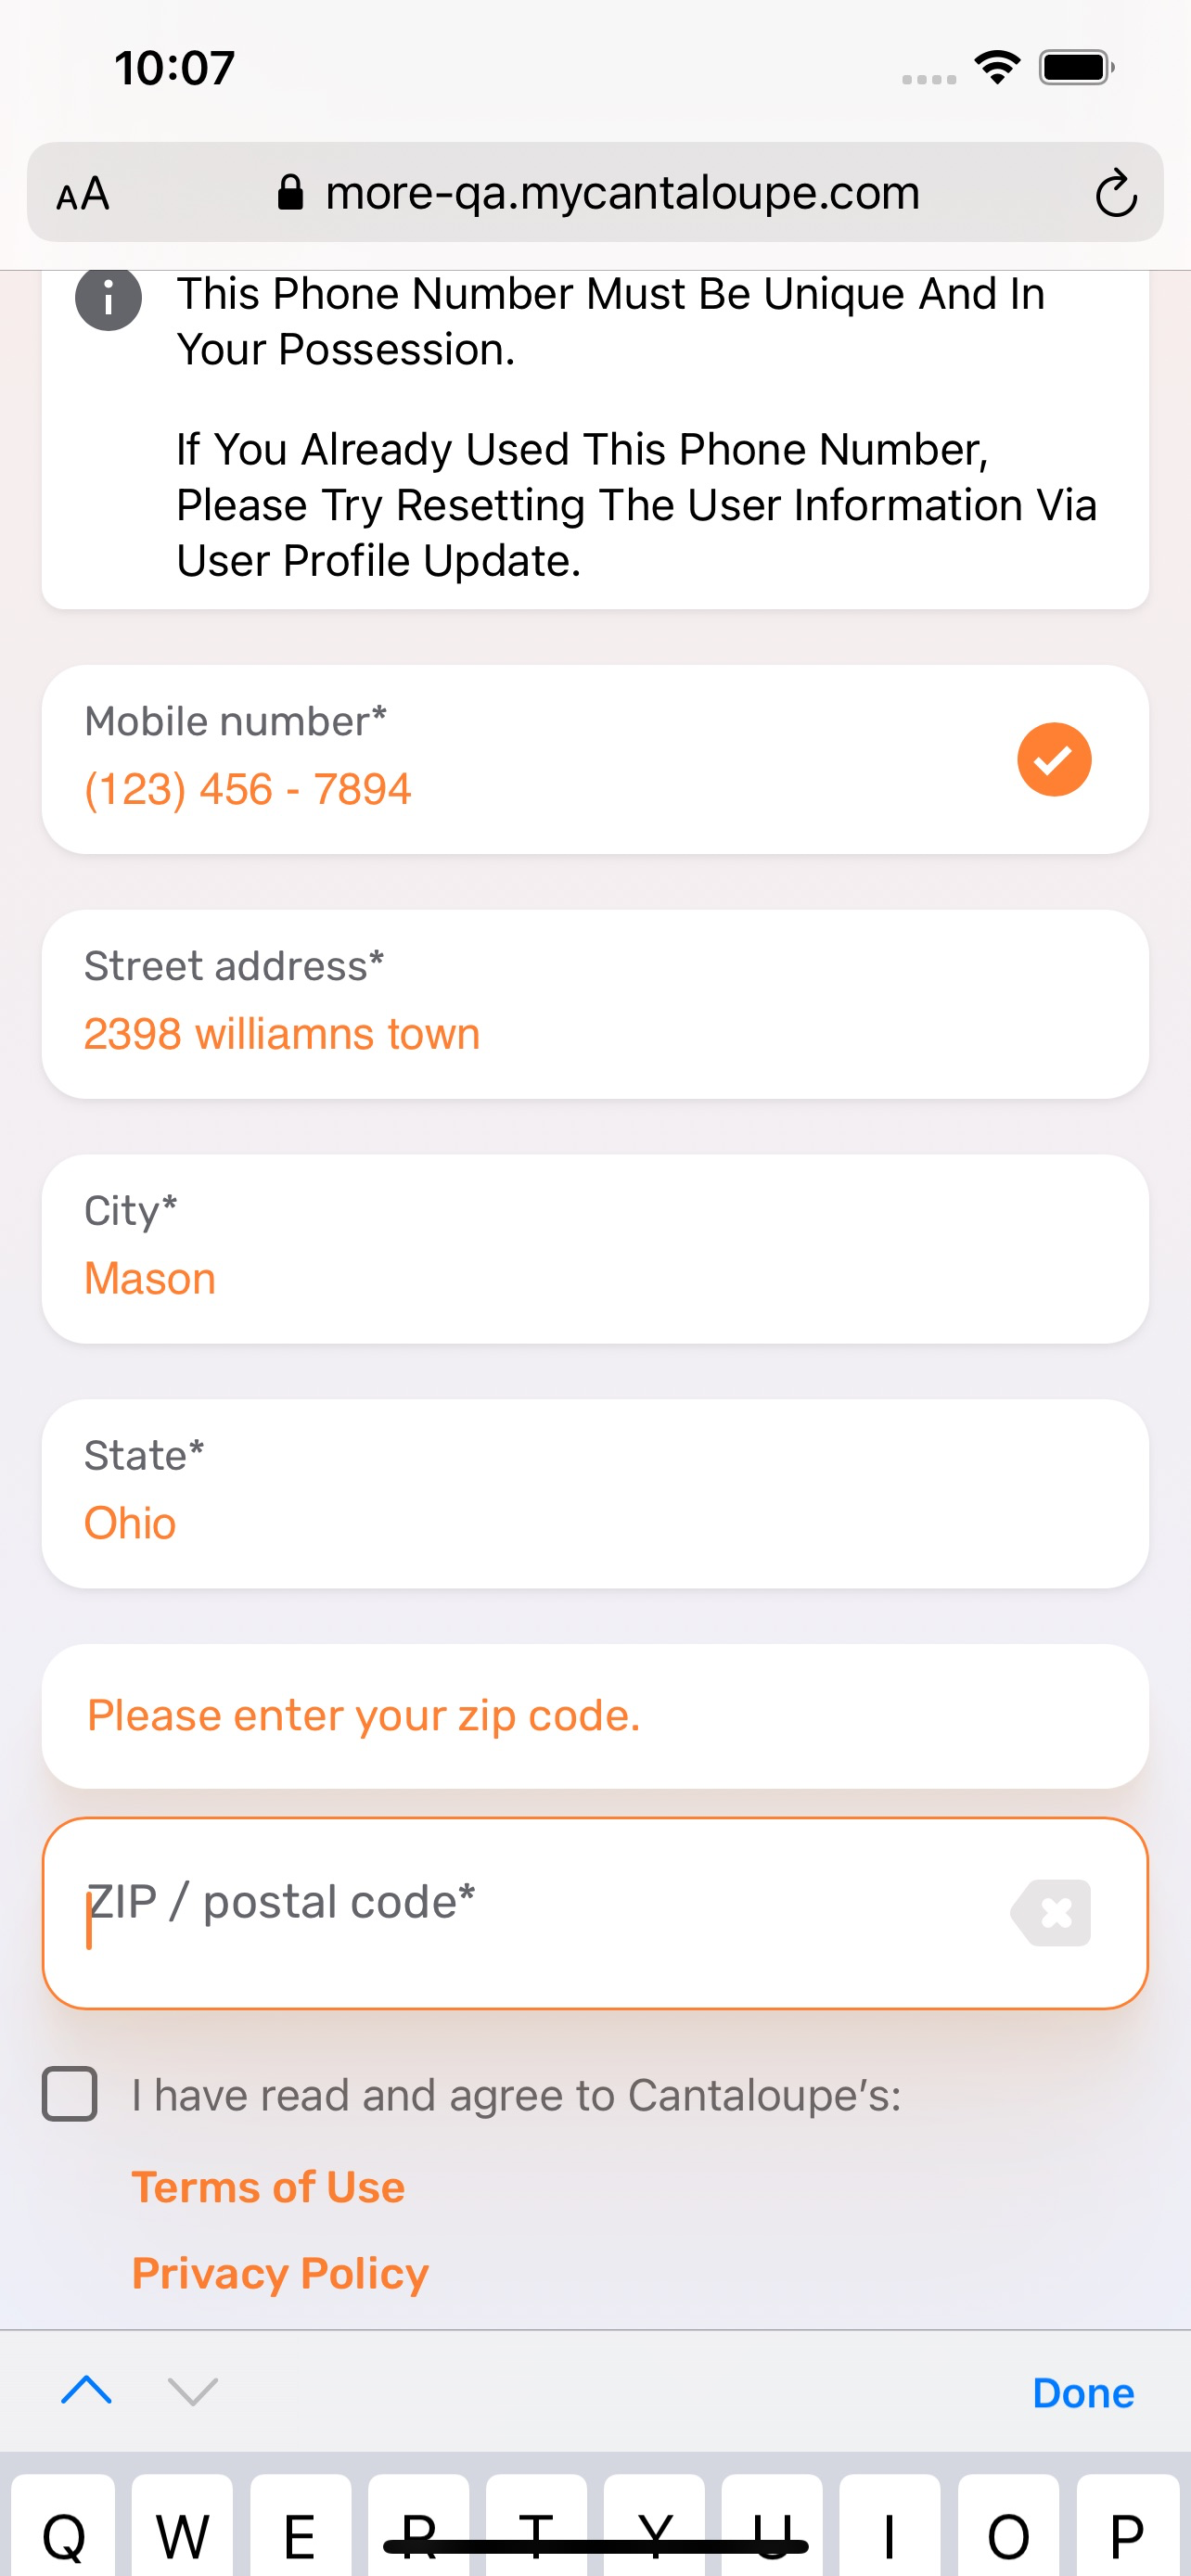 10:07
AA more-qa.mycantaloupe.com
This Phone Number Must Be Unique And In
Your Possession.
If You Already Used This Phone Number,
Please Try Resetting The User Information Via
User Profile Update.
Mobile number*
(123) 456 - 7894
Street address*
2398 williamns town
City*
Mason
State*
Ohio
Please enter your zip code.
ZIP / postal code*
I have read and agree to Cantaloupe’s:
Terms of Use
Privacy Policy
Done
Q W E R T Y U I O P